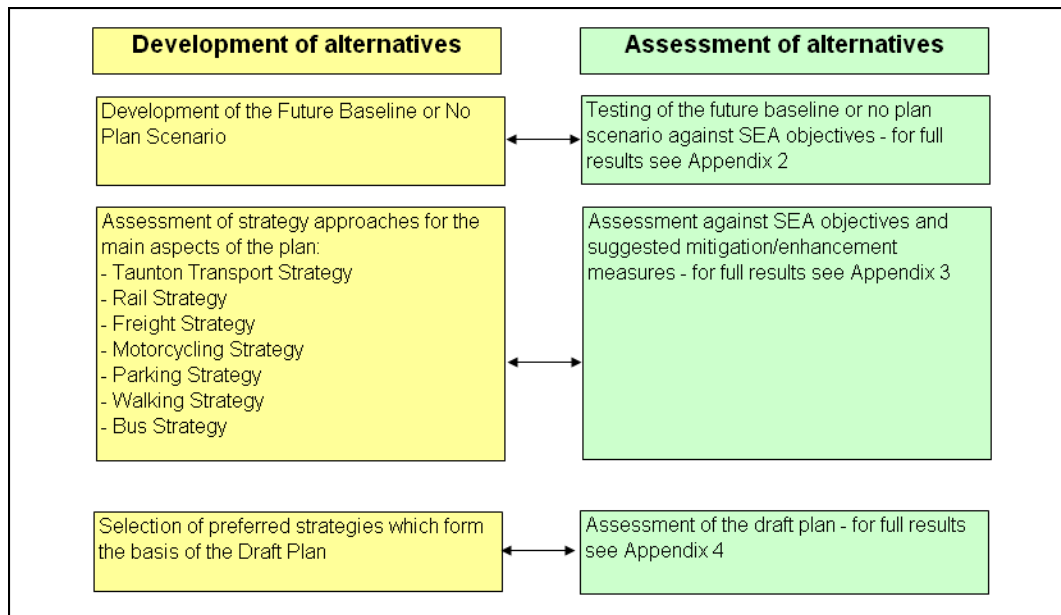 Development of alternatives
Assessment of alternatives
Development of the Future Baseline or No
Plan Scenario
Testing of the future baseline or no plan
scenario against SEA objectives - for full
results see Appendix 2
Assessment of strategy approaches for the
main aspects of the plan:
- Taunton Transport Strategy
- Rail Strategy
- Freight Strategy
- Motorcycling Strategy
- Parking Strategy
- Walking Strategy
- Bus Strategy
Assessment against SEA objectives and
suggested mitigation/enhancement
measures - for full results see Appendix 3
Selection of preferred strategies which form
the basis of the Draft Plan
Assessment of the draft plan - for full results
see Appendix 4